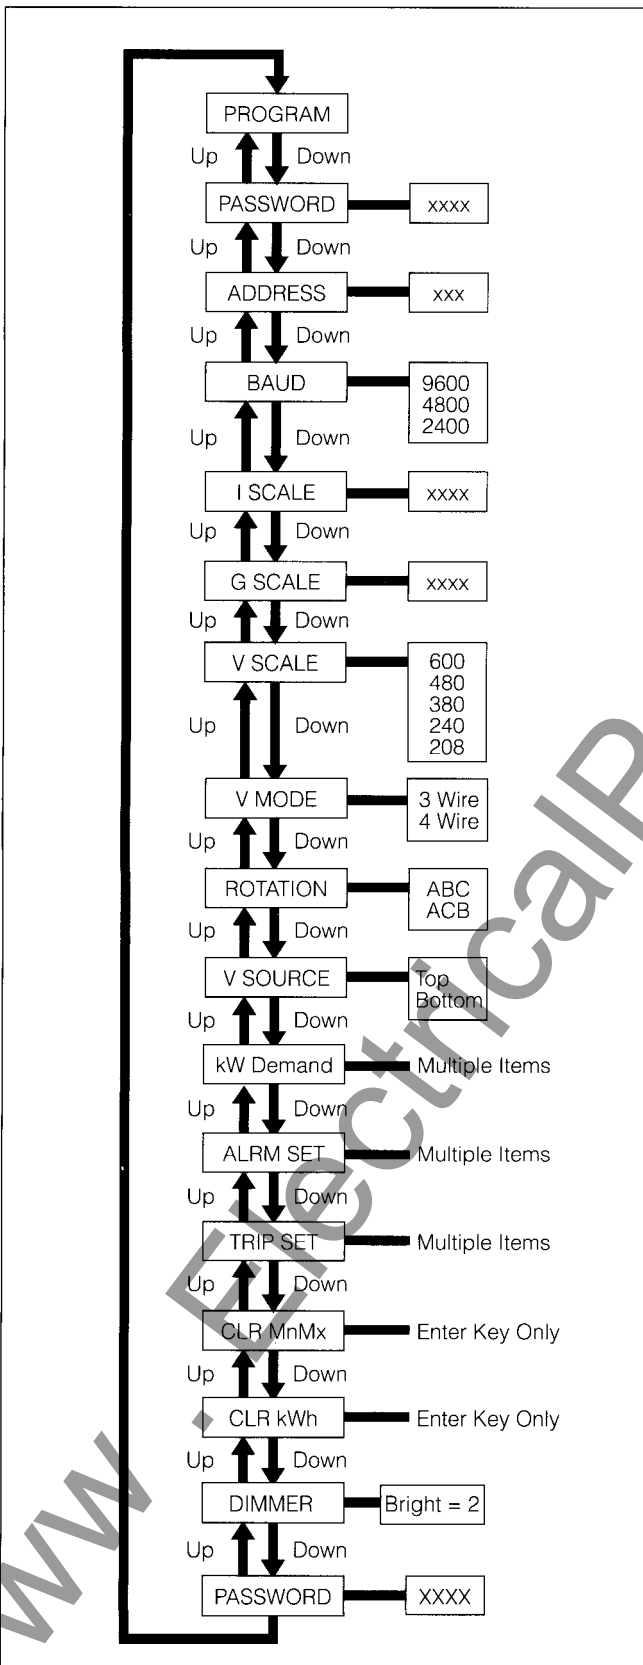 PROGRAM
Up Down
PASSWORD xxxx
Up Down
ADDRESS xxx
Up Down
BAUD 9600
4800
2400
Up Down
I SCALE xxxx
Up Down
G SCALE xxxx
Up Down
V SCALE 600
480
380
240
208
Up Down
V MODE 3 Wire
4 Wire
Up Down
ROTATION ABC
ACB
Up Down
V SOURCE Top
Bottom
Up Down
kW Demand Multiple Items
Up Down
ALRM SET Multiple Items
Up Down
TRIP SET Multiple Items
Up Down
CLR MnMx Enter Key Only
Up Down
CLR kWh Enter Key Only
Up Down
DIMMER Bright = 2
Up Down
PASSWORD XXXX
ww . ElectricalP